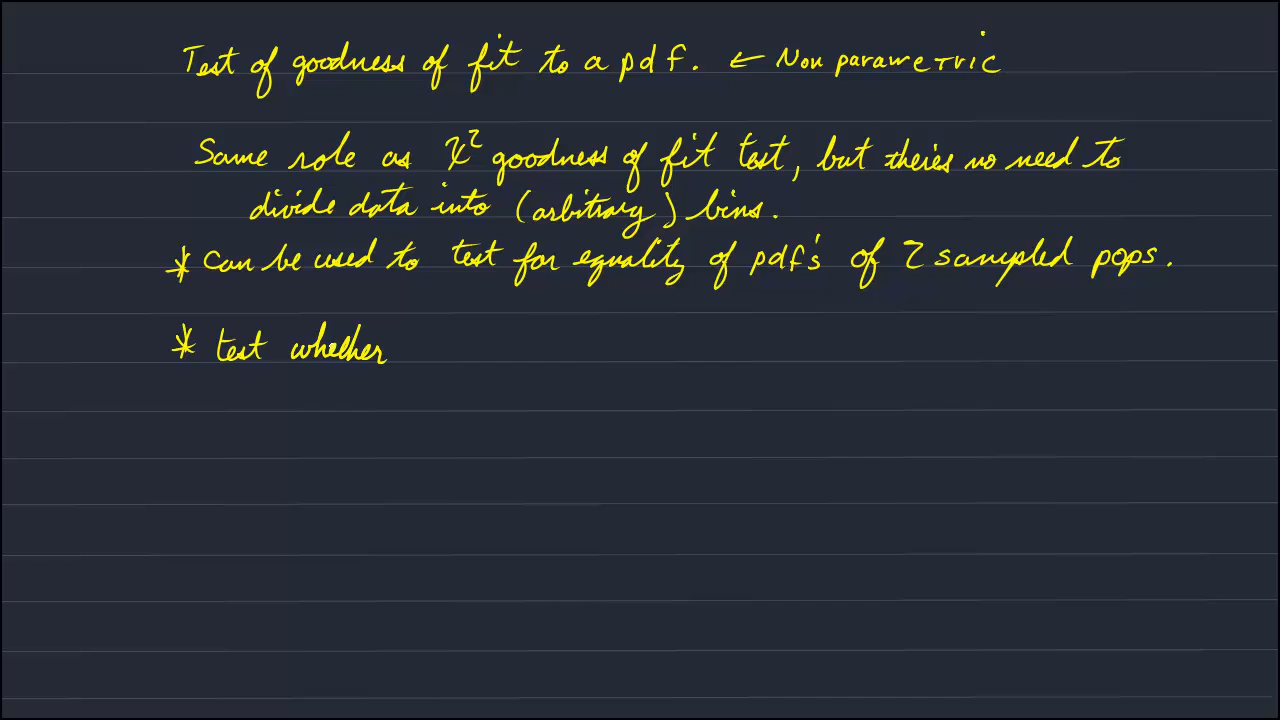 Test of goodness of fit to a pdf. ← Non parametric
Same role as χ² goodness of fit test, but there's no need to
divide data into (arbitrary) bins.
* Can be used to test for equality of pdf's of 2 sampled pops.
* test whether